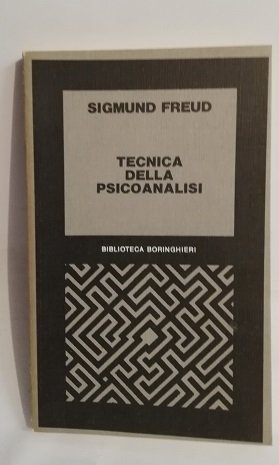 SIGMUND FREUD
TECNICA
DELLA
PSICOANALISI
BIBLIOTECA BORINGHIERI